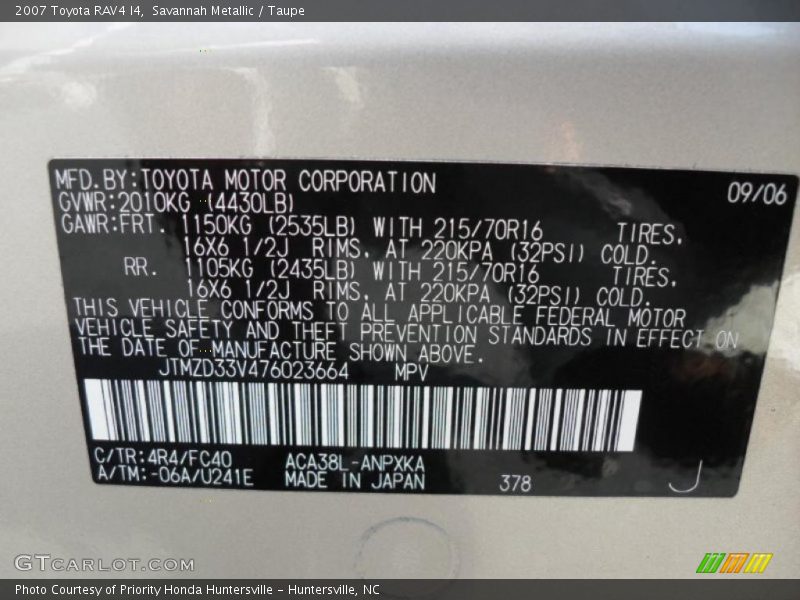 2007 Toyota RAV4 I4, Savannah Metallic / Taupe
MFD.BY:TOYOTA MOTOR CORPORATION 09/06
GVWR:2010KG (4430LB)
GAWR:FRT. 1150KG (2535LB) WITH 215/70R16 TIRES,
16X6 1/2J RIMS, AT 220KPA (32PSI) COLD.
RR. 1105KG (2435LB) WITH 215/70R16 TIRES,
16X6 1/2J RIMS, AT 220KPA (32PSI) COLD.
THIS VEHICLE CONFORMS TO ALL APPLICABLE FEDERAL MOTOR
VEHICLE SAFETY AND THEFT PREVENTION STANDARDS IN EFFECT ON
THE DATE OF MANUFACTURE SHOWN ABOVE.
JTMZD33V476023664 MPV
C/TR:4R4/FC40 ACA38L-ANPXKA
A/TM:-06A/U241E MADE IN JAPAN 378 J
GTCARLOT.COM
Photo Courtesy of Priority Honda Huntersville - Huntersville, NC